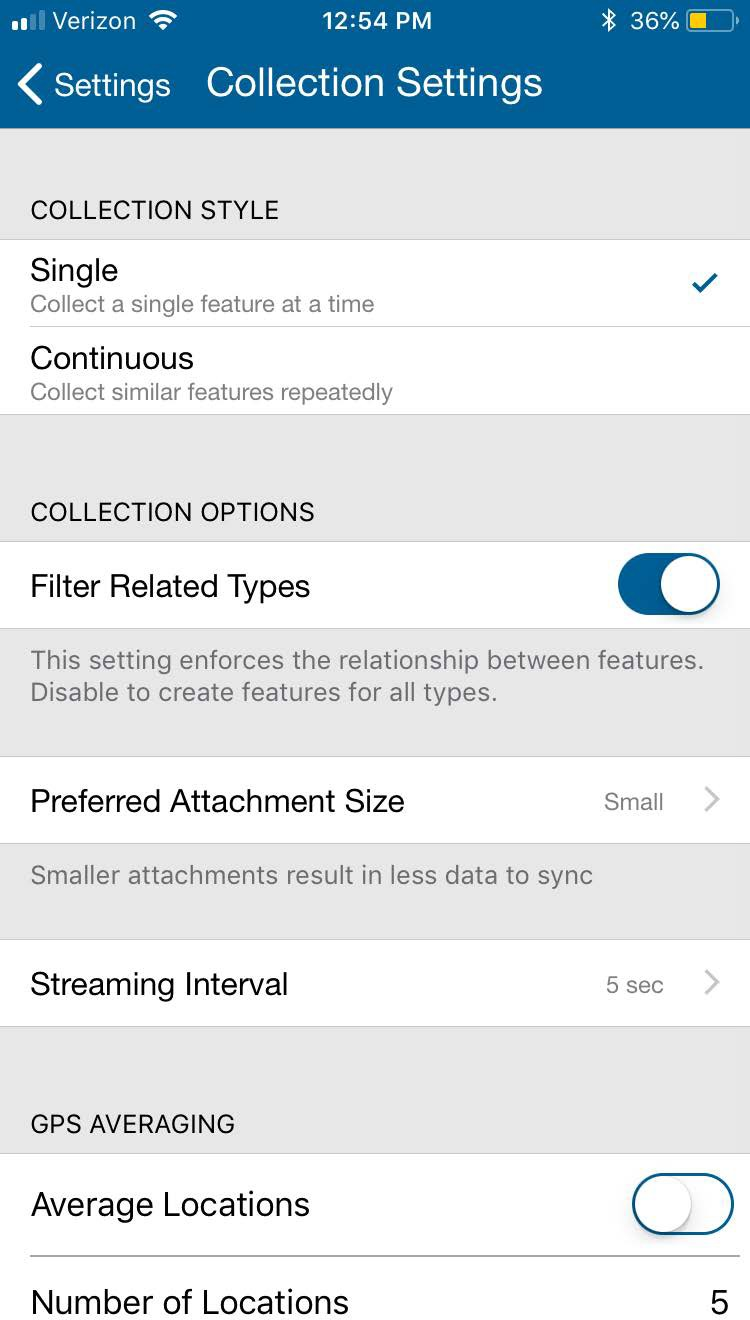 Verizon 12:54 PM 36%
Settings Collection Settings
COLLECTION STYLE
Single
Collect a single feature at a time
Continuous
Collect similar features repeatedly
COLLECTION OPTIONS
Filter Related Types
This setting enforces the relationship between features.
Disable to create features for all types.
Preferred Attachment Size Small
Smaller attachments result in less data to sync
Streaming Interval 5 sec
GPS AVERAGING
Average Locations
Number of Locations 5